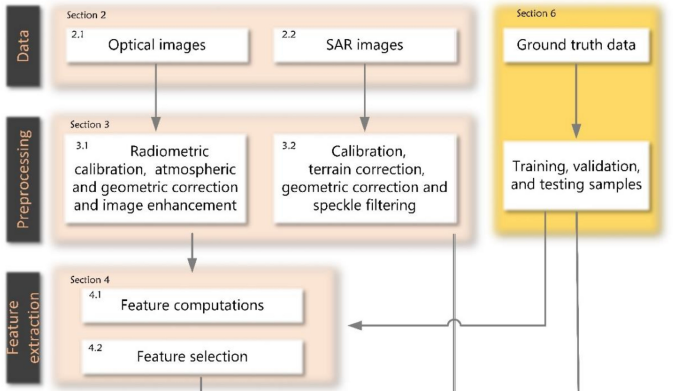 Data
Section 2
2.1
Optical images
2.2
SAR images
Section 6
Ground truth data
Training, validation,
and testing samples
Preprocessing
Section 3
3.1
Radiometric
calibration, atmospheric
and geometric correction
and image enhancement
3.2
Calibration,
terrain correction,
geometric correction and
speckle filtering
Feature
extraction
Section 4
4.1
Feature computations
4.2
Feature selection